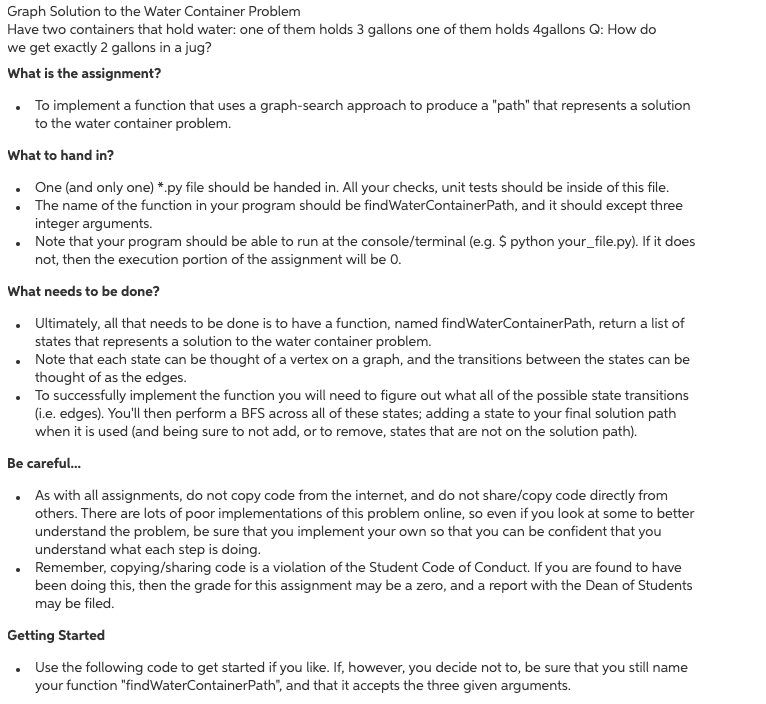 Graph Solution to the Water Container Problem
Have two containers that hold water: one of them holds 3 gallons one of them holds 4gallons Q: How do
we get exactly 2 gallons in a jug?
What is the assignment?
• To implement a function that uses a graph-search approach to produce a "path" that represents a solution
to the water container problem.
What to hand in?
• One (and only one) *.py file should be handed in. All your checks, unit tests should be inside of this file.
• The name of the function in your program should be findWaterContainerPath, and it should except three
integer arguments.
• Note that your program should be able to run at the console/terminal (e.g. $ python your_file.py). If it does
not, then the execution portion of the assignment will be 0.
What needs to be done?
• Ultimately, all that needs to be done is to have a function, named findWaterContainerPath, return a list of
states that represents a solution to the water container problem.
• Note that each state can be thought of a vertex on a graph, and the transitions between the states can be
thought of as the edges.
• To successfully implement the function you will need to figure out what all of the possible state transitions
(i.e. edges). You'll then perform a BFS across all of these states; adding a state to your final solution path
when it is used (and being sure to not add, or to remove, states that are not on the solution path).
Be careful...
• As with all assignments, do not copy code from the internet, and do not share/copy code directly from
others. There are lots of poor implementations of this problem online, so even if you look at some to better
understand the problem, be sure that you implement your own so that you can be confident that you
understand what each step is doing.
• Remember, copying/sharing code is a violation of the Student Code of Conduct. If you are found to have
been doing this, then the grade for this assignment may be a zero, and a report with the Dean of Students
may be filed.
Getting Started
• Use the following code to get started if you like. If, however, you decide not to, be sure that you still name
your function "findWaterContainerPath", and that it accepts the three given arguments.